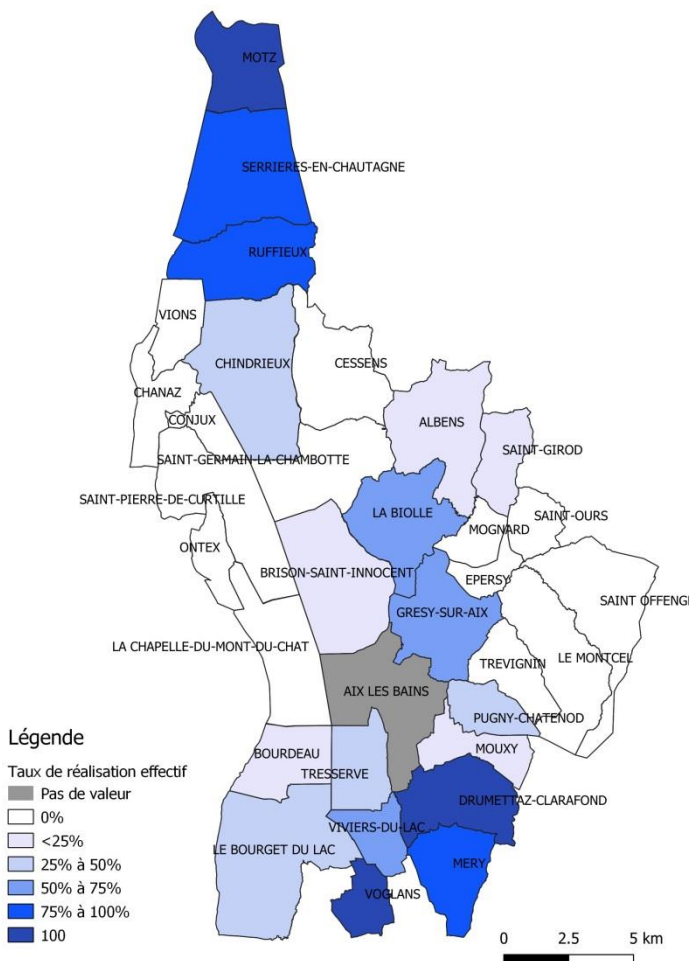 MOTZ
SERRIERES-EN-CHAUTAGNE
RUFFIEUX
VIONS
CHINDRIEUX
CESSENS
CHANAZ
CONJUX
ALBENS
SAINT-GIROD
SAINT-GERMAIN-LA-CHAMBOTTE
SAINT-PIERRE-DE-CURTILLE
LA BIOLLE
SAINT-OURS
MOGNARD
ONTEX
BRISON-SAINT-INNOCENT
EPERSY
SAINT OFFENGE
GRESY-SUR-AIX
LA CHAPELLE-DU-MONT-DU-CHAT
LE MONTCEL
TREVIGNIN
AIX LES BAINS
PUGNY-CHATENOD
BOURDEAU
MOUXY
TRESSERVE
DRUMETTAZ-CLARAFOND
VIVIERS-DU-LAC
LE BOURGET DU LAC
MERY
VOGLANS
Légende
Taux de réalisation effectif
Pas de valeur
0%
<25%
25% à 50%
50% à 75%
75% à 100%
100
0 2.5 5 km